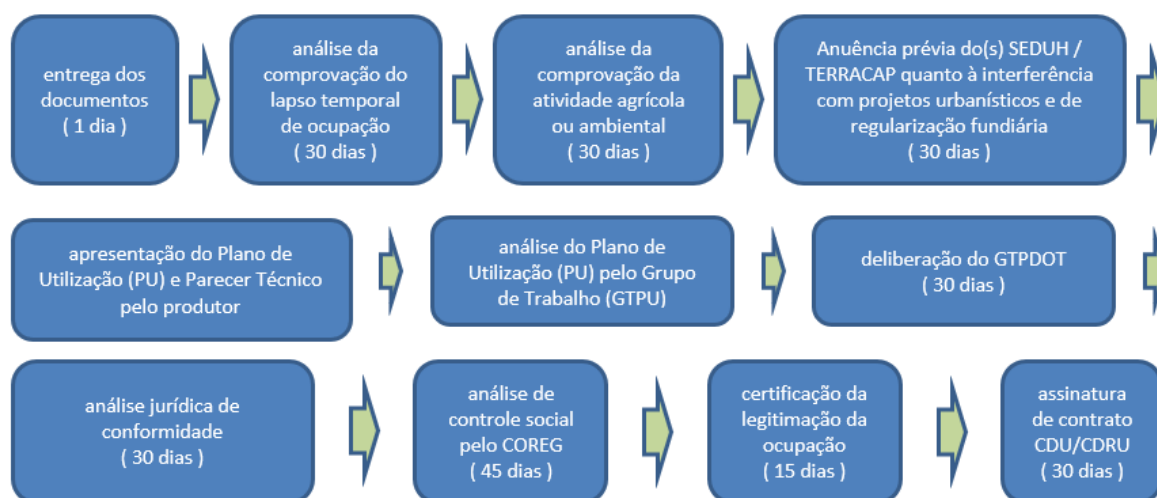 entrega dos
documentos
( 1 dia )
análise da
comprovação do
lapso temporal
de ocupação
( 30 dias )
análise da
comprovação da
atividade agrícola
ou ambiental
( 30 dias )
Anuência prévia do(s) SEDUH /
TERRACAP quanto à interferência
com projetos urbanísticos e de
regularização fundiária
( 30 dias )
apresentação do Plano de
Utilização (PU) e Parecer Técnico
pelo produtor
análise do Plano de
Utilização (PU) pelo Grupo
de Trabalho (GTPU)
deliberação do GTPDOT
( 30 dias )
análise jurídica de
conformidade
( 30 dias )
análise de
controle social
pelo COREG
( 45 dias )
certificação da
legitimação da
ocupação
( 15 dias )
assinatura
de contrato
CDU/CDRU
( 30 dias )